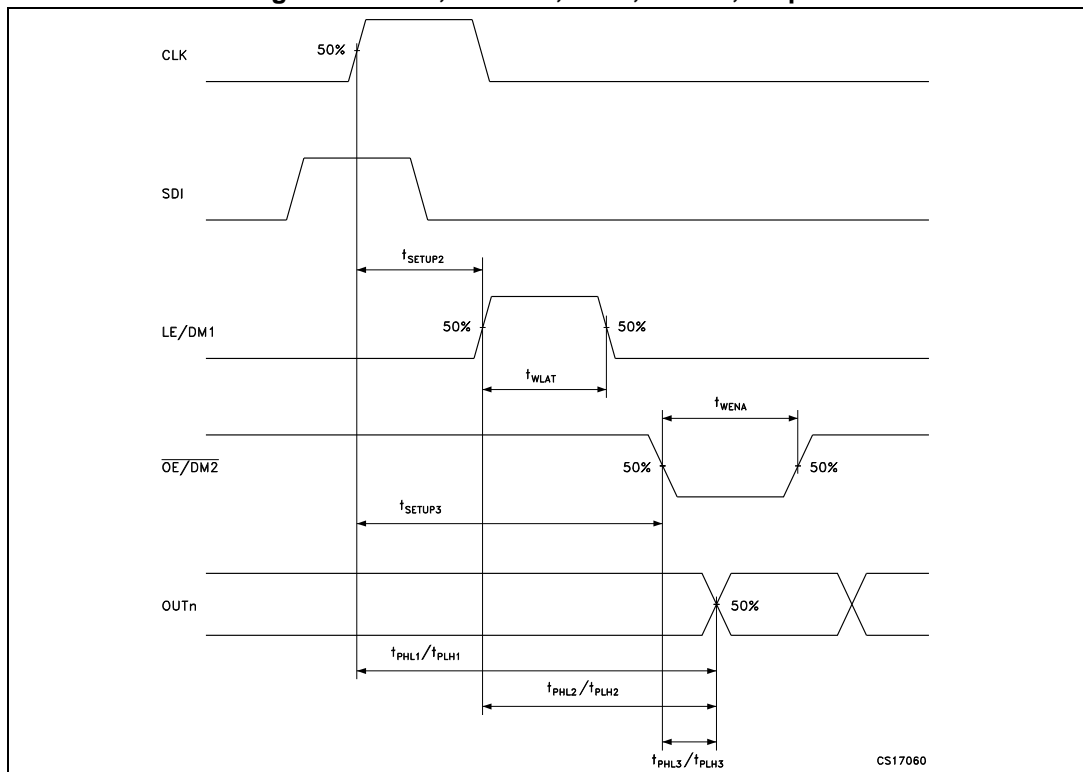 CLK
50%
SDI
tSETUP2
LE/DM1
50%
50%
tWLAT
tWENA
OE/DM2
50%
50%
tSETUP3
OUTn
50%
tPHL1/tPLH1
tPHL2/tPLH2
tPHL3/tPLH3
CS17060